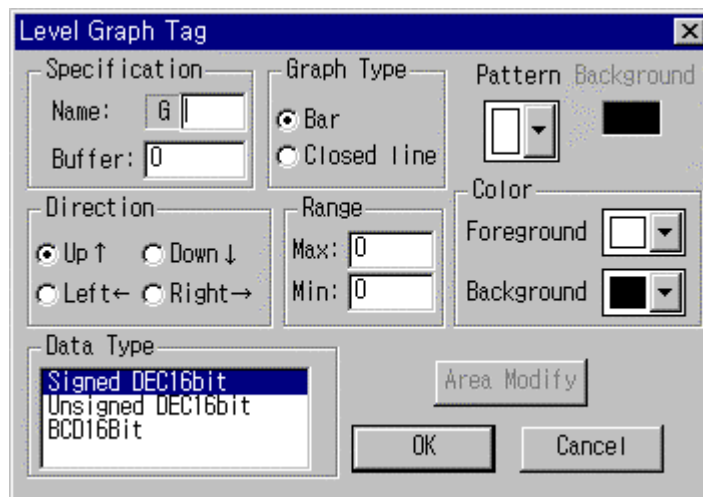 Level Graph Tag
Specification
Name: G
Buffer: 0
Graph Type
Bar
Closed line
Pattern Background
Direction
Up↑ Down↓
Left← Right→
Range
Max: 0
Min: 0
Color
Foreground
Background
Data Type
Signed DEC16bit
Unsigned DEC16bit
BCD16Bit
Area Modify
OK Cancel